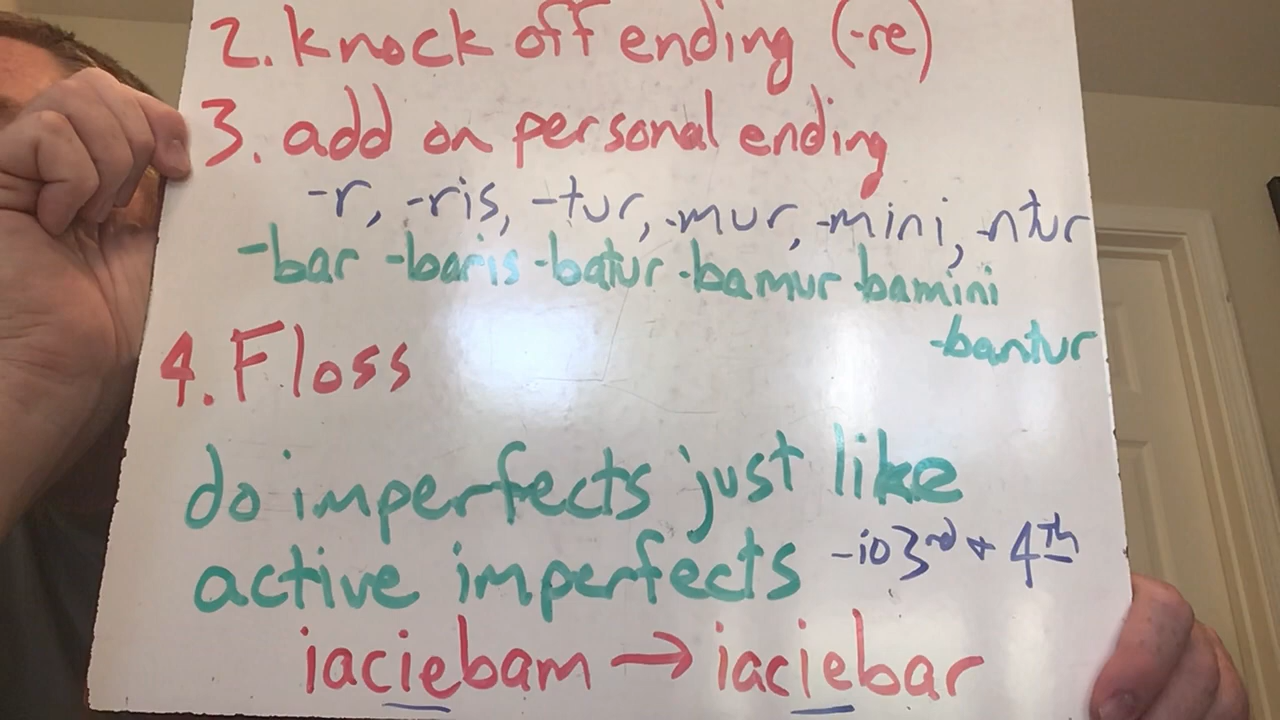 2. knock off ending (-re)
3. add on personal ending
-r, -ris, -tur, -mur, -mini, -ntur
-bar -baris -batur -bamur -bamini
-bantur
4. Floss
do imperfects just like
active imperfects -io 3rd + 4th
iaciebam → iaciebar